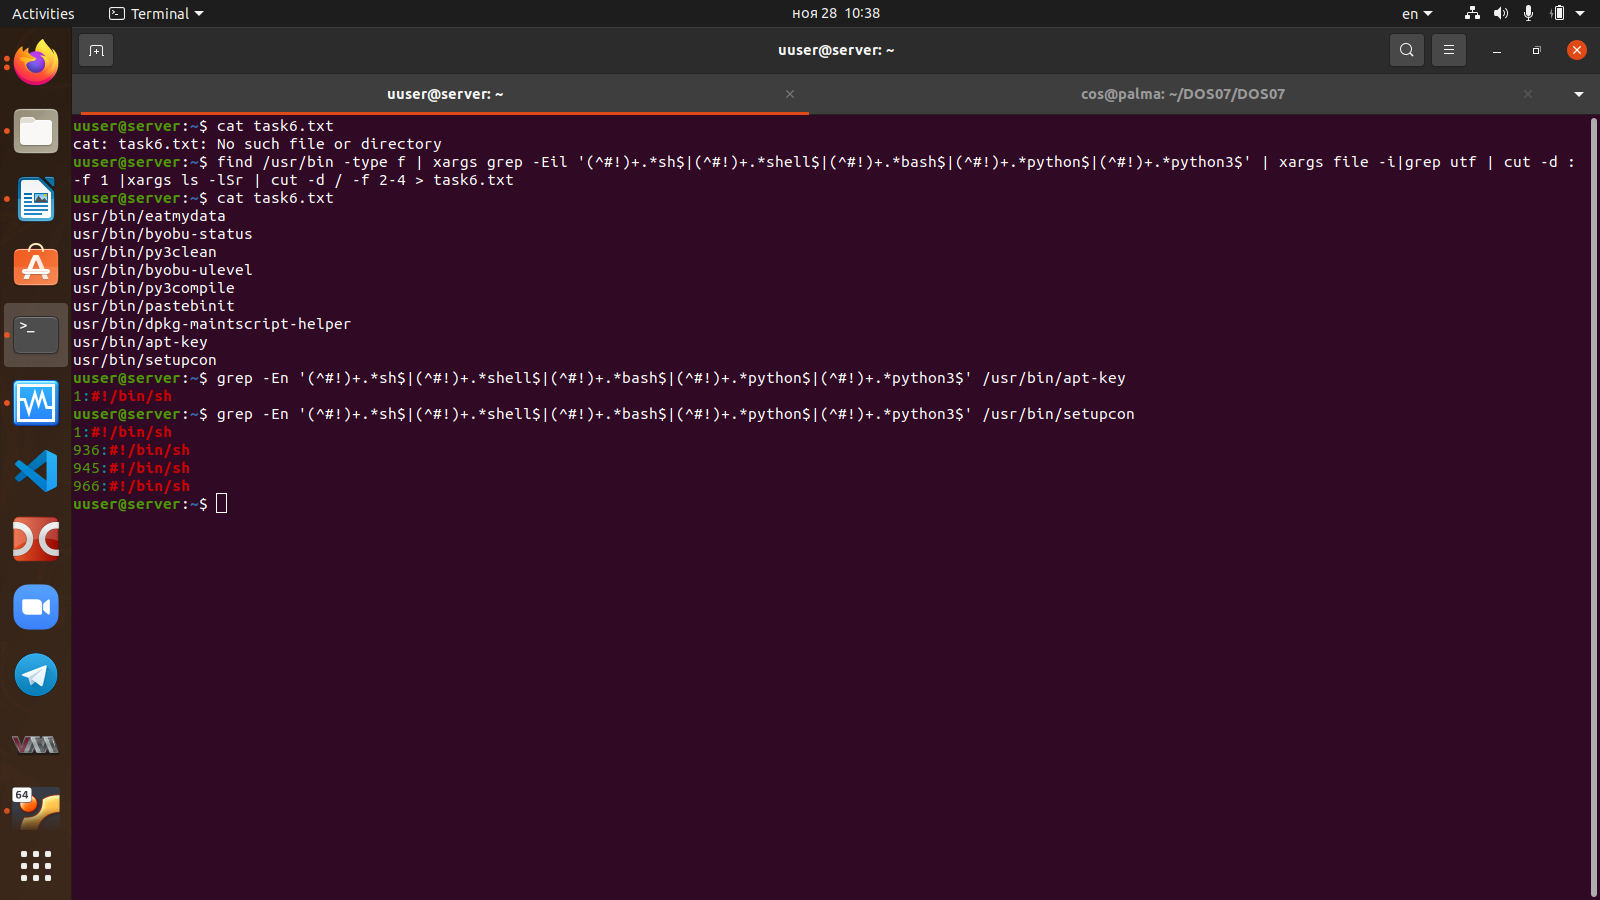 Activities
Terminal
ноя 28 10:38
en
uuser@server: ~
uuser@server: ~
cos@palma: ~/DOS07/DOS07
uuser@server:~$ cat task6.txt
cat: task6.txt: No such file or directory
uuser@server:~$ find /usr/bin -type f | xargs grep -Eil '(^#!)+.*sh$|(^#!)+.*shell$|(^#!)+.*bash$|(^#!)+.*python$|(^#!)+.*python3$' | xargs file -i|grep utf | cut -d :
-f 1 |xargs ls -lSr | cut -d / -f 2-4 > task6.txt
uuser@server:~$ cat task6.txt
usr/bin/eatmydata
usr/bin/byobu-status
usr/bin/py3clean
usr/bin/byobu-ulevel
usr/bin/py3compile
usr/bin/pastebinit
usr/bin/dpkg-maintscript-helper
usr/bin/apt-key
usr/bin/setupcon
uuser@server:~$ grep -En '(^#!)+.*sh$|(^#!)+.*shell$|(^#!)+.*bash$|(^#!)+.*python$|(^#!)+.*python3$' /usr/bin/apt-key
1:#!/bin/sh
uuser@server:~$ grep -En '(^#!)+.*sh$|(^#!)+.*shell$|(^#!)+.*bash$|(^#!)+.*python$|(^#!)+.*python3$' /usr/bin/setupcon
1:#!/bin/sh
936:#!/bin/sh
945:#!/bin/sh
966:#!/bin/sh
uuser@server:~$
>_
VM
64